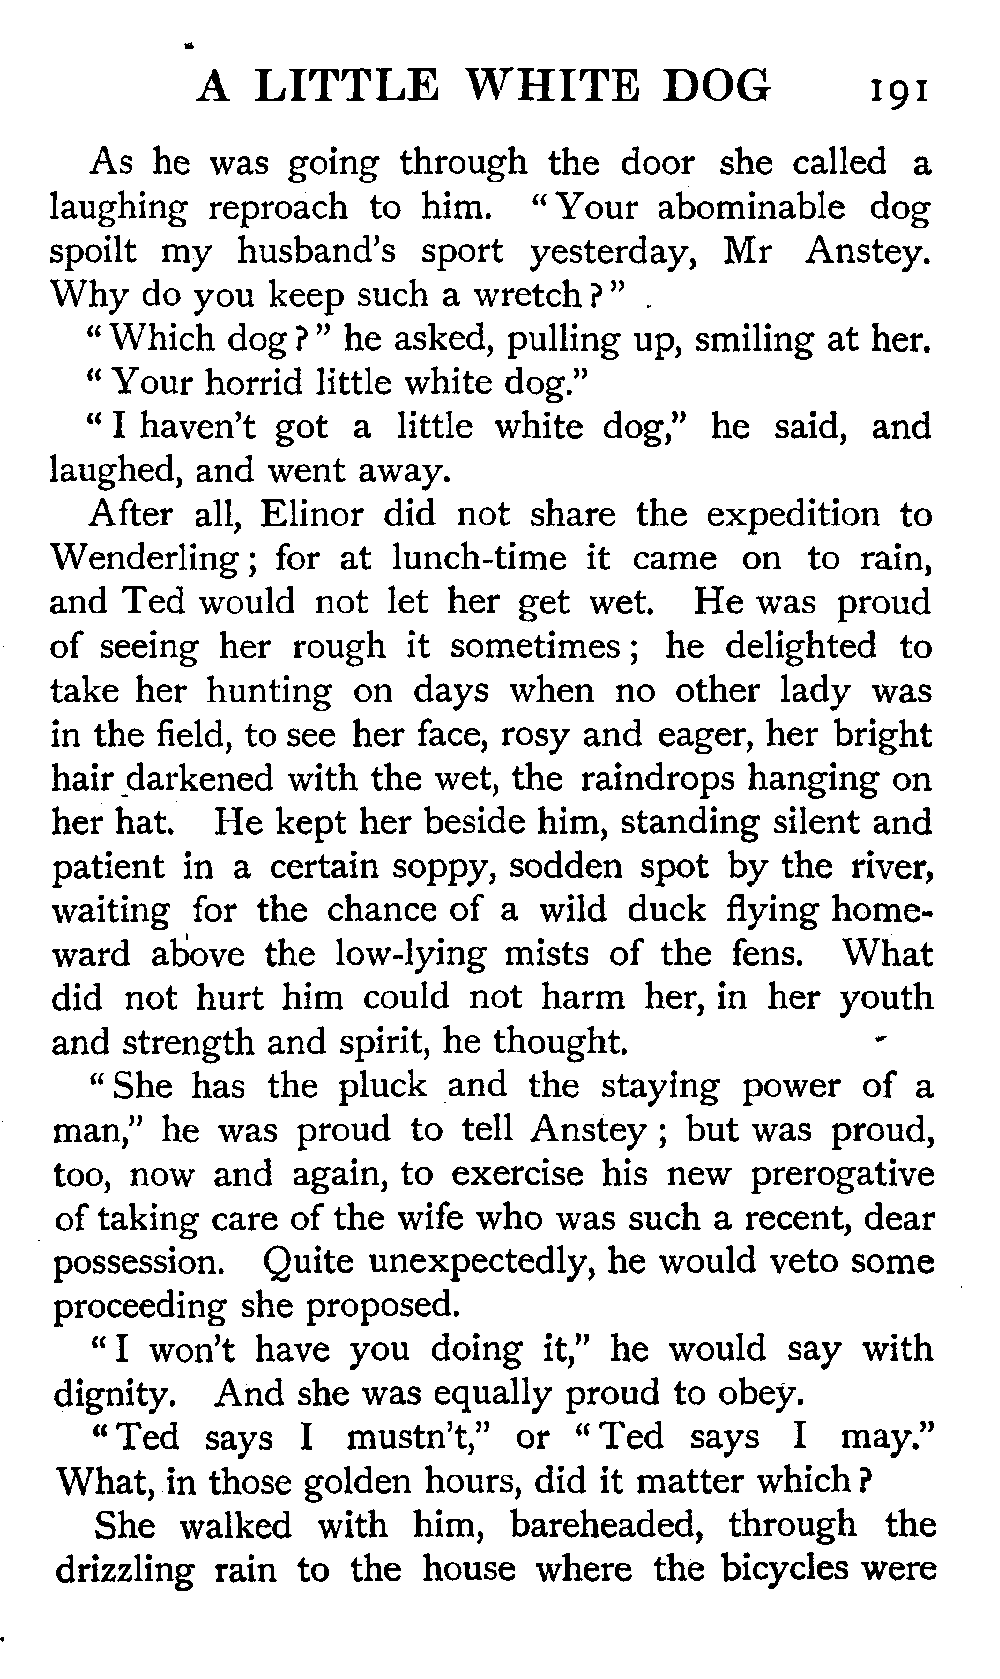 A LITTLE WHITE DOG 191
As he was going through the door she called a
laughing reproach to him. “Your abominable dog
spoilt my husband's sport yesterday, Mr Anstey.
Why do you keep such a wretch?”
“Which dog?” he asked, pulling up, smiling at her.
“Your horrid little white dog.”
“I haven't got a little white dog,” he said, and
laughed, and went away.
After all, Elinor did not share the expedition to
Wenderling; for at lunch-time it came on to rain,
and Ted would not let her get wet. He was proud
of seeing her rough it sometimes; he delighted to
take her hunting on days when no other lady was
in the field, to see her face, rosy and eager, her bright
hair darkened with the wet, the raindrops hanging on
her hat. He kept her beside him, standing silent and
patient in a certain soppy, sodden spot by the river,
waiting for the chance of a wild duck flying home-
ward above the low-lying mists of the fens. What
did not hurt him could not harm her, in her youth
and strength and spirit, he thought.
“She has the pluck and the staying power of a
man,” he was proud to tell Anstey; but was proud,
too, now and again, to exercise his new prerogative
of taking care of the wife who was such a recent, dear
possession. Quite unexpectedly, he would veto some
proceeding she proposed.
“I won't have you doing it,” he would say with
dignity. And she was equally proud to obey.
“Ted says I mustn't,” or “Ted says I may.”
What, in those golden hours, did it matter which?
She walked with him, bareheaded, through the
drizzling rain to the house where the bicycles were